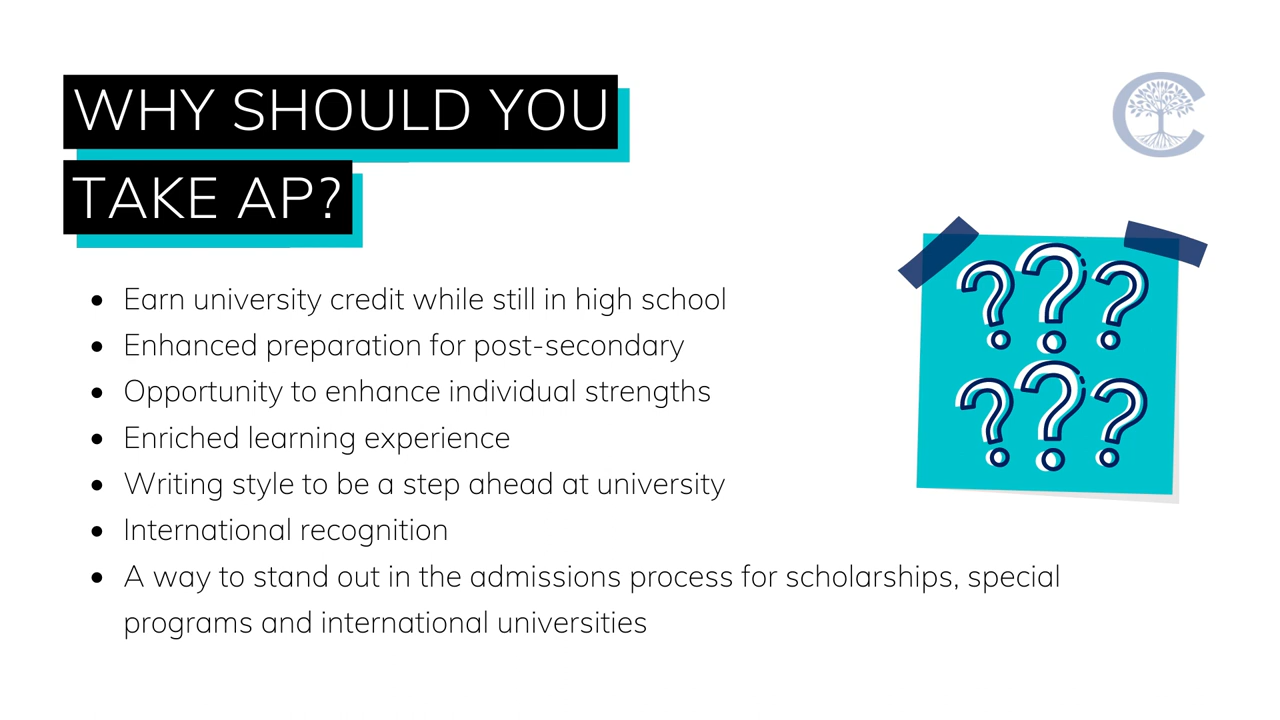 WHY SHOULD YOU
TAKE AP?
C
• Earn university credit while still in high school
• Enhanced preparation for post-secondary
• Opportunity to enhance individual strengths
• Enriched learning experience
• Writing style to be a step ahead at university
• International recognition
• A way to stand out in the admissions process for scholarships, special
programs and international universities
? ? ?
? ? ?